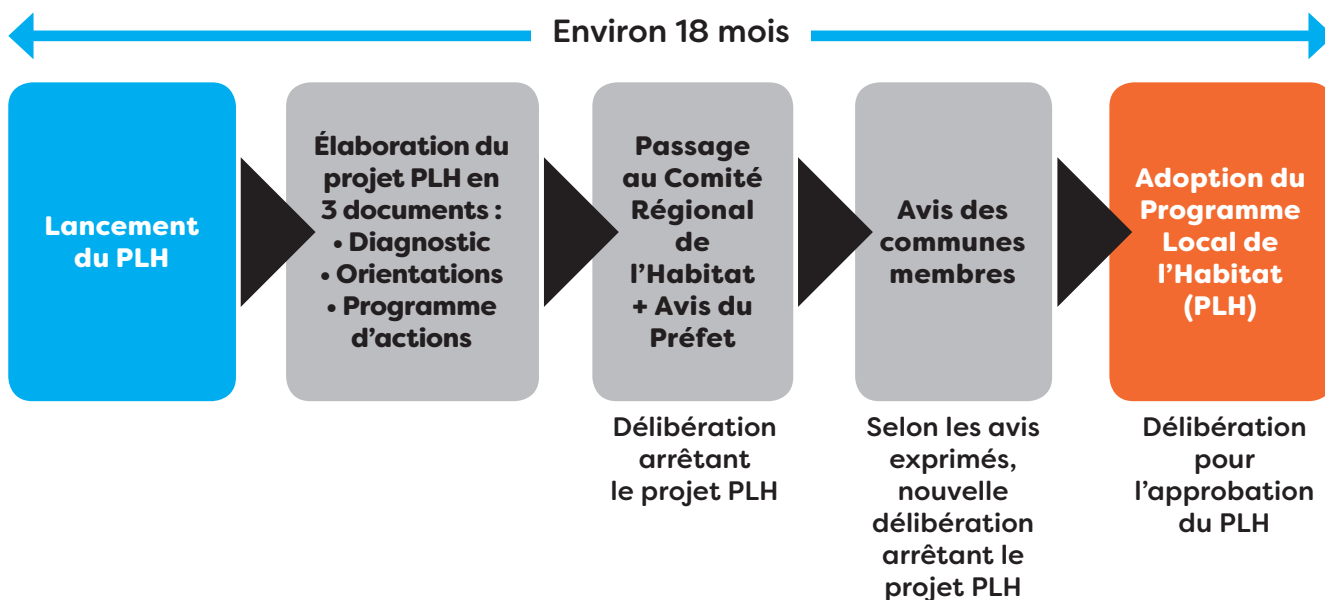 Environ 18 mois
Lancement
du PLH
Élaboration du
projet PLH en
3 documents :
• Diagnostic
• Orientations
• Programme
d’actions
Passage
au Comité
Régional
de
l’Habitat
+ Avis du
Préfet
Délibération
arrêtant
le projet PLH
Avis des
communes
membres
Selon les avis
exprimés,
nouvelle
délibération
arrêtant le
projet PLH
Adoption du
Programme
Local de
l’Habitat
(PLH)
Délibération
pour
l’approbation
du PLH